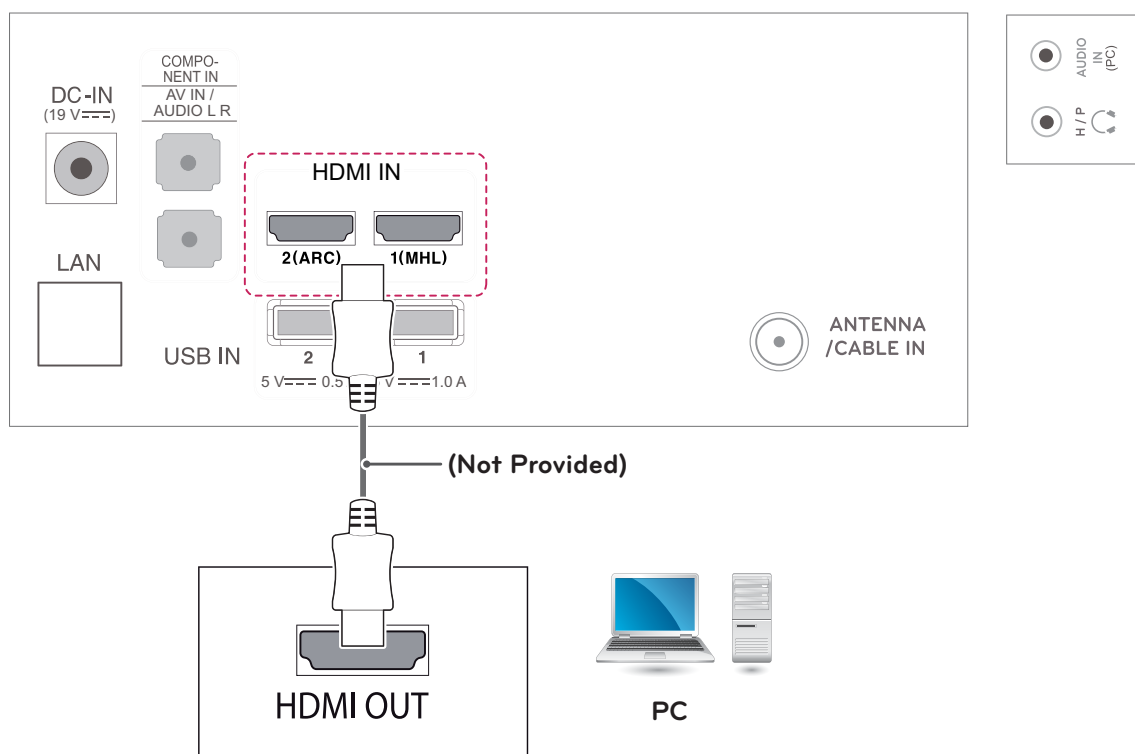 COMPO-
NENT IN
AV IN /
AUDIO L R
DC-IN
(19 V⎓)
HDMI IN
2(ARC) 1(MHL)
LAN
USB IN
2 1
5 V⎓ 0.5 V⎓1.0 A
ANTENNA
/CABLE IN
AUDIO
IN
(PC)
H / P
(Not Provided)
HDMI OUT
PC